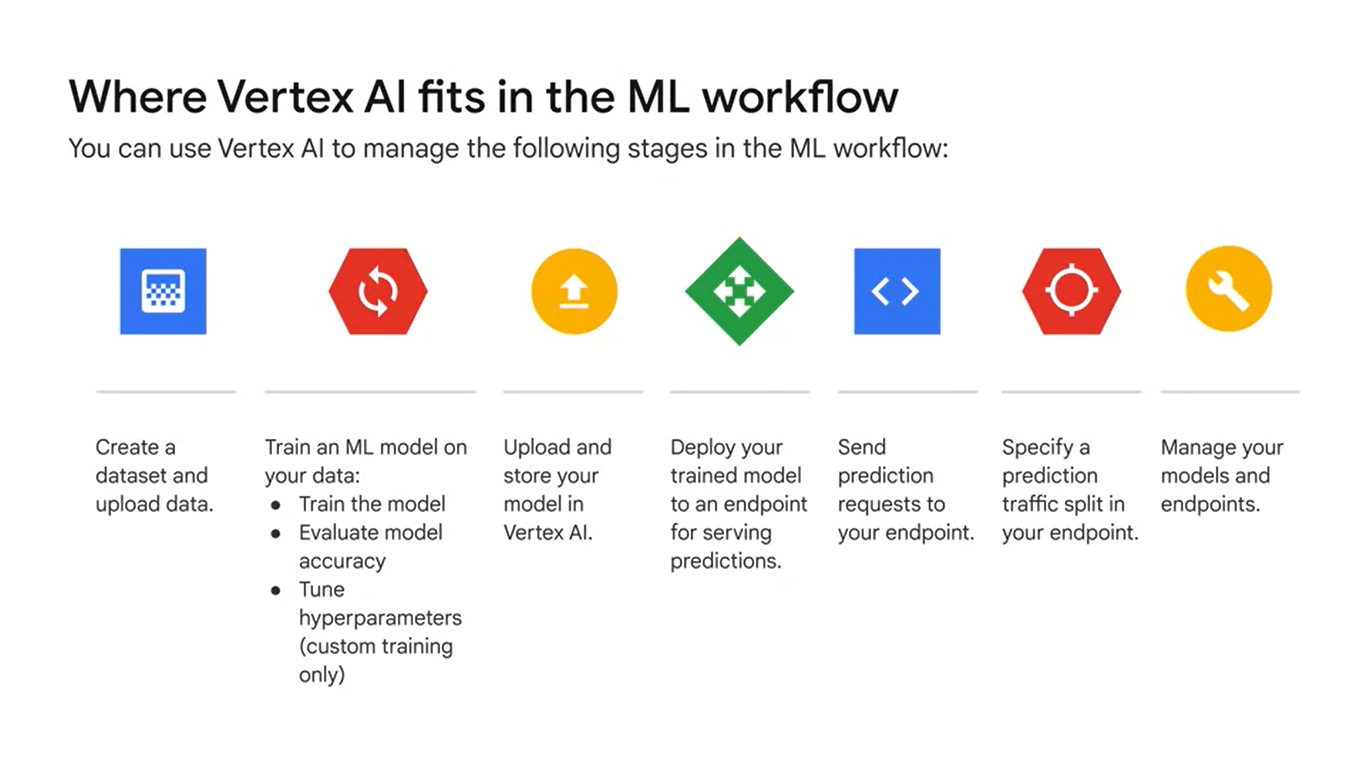 Where Vertex AI fits in the ML workflow
You can use Vertex AI to manage the following stages in the ML workflow:
Create a
dataset and
upload data.
Train an ML model on
your data:
● Train the model
● Evaluate model
accuracy
● Tune
hyperparameters
(custom training
only)
Upload and
store your
model in
Vertex AI.
Deploy your
trained model
to an endpoint
for serving
predictions.
Send
prediction
requests to
your endpoint.
Specify a
prediction
traffic split in
your endpoint.
Manage your
models and
endpoints.